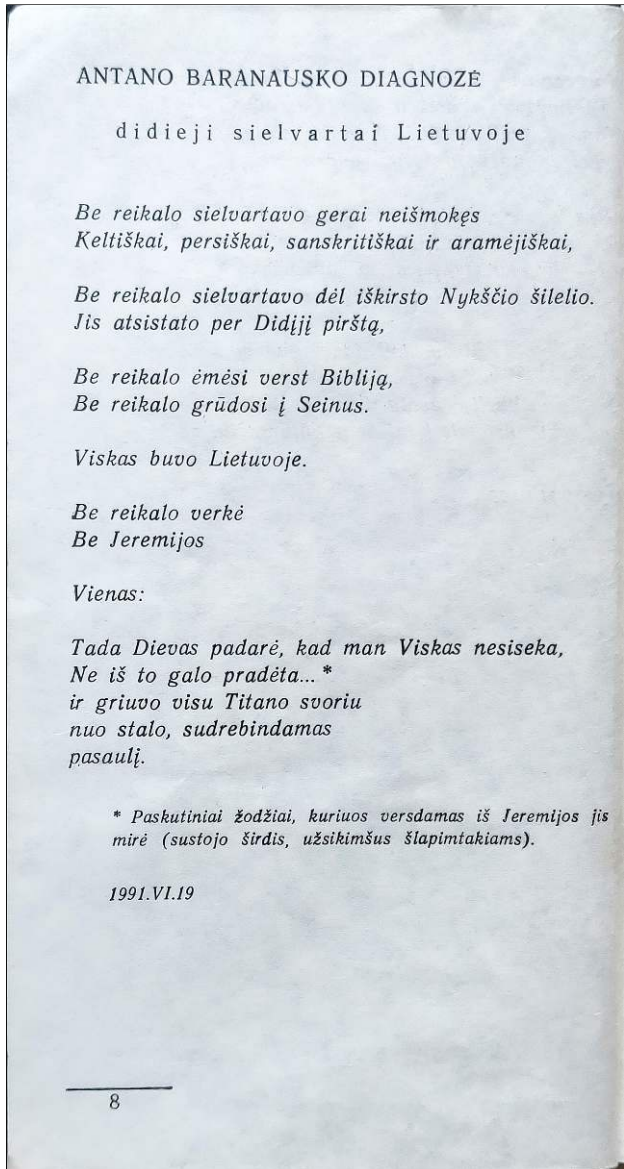 ANTANO BARANAUSKO DIAGNOZĖ
didieji sielvartai Lietuvoje
Be reikalo sielvartavo gerai neišmokęs
Keltiškai, persiškai, sanskritiškai ir aramėjiškai,
Be reikalo sielvartavo dėl iškirsto Nykščio šilelio.
Jis atsistato per Didįjį pirštą,
Be reikalo ėmėsi verst Bibliją,
Be reikalo grūdosi į Seinus.
Viskas buvo Lietuvoje.
Be reikalo verkė
Be Jeremijos
Vienas:
Tada Dievas padarė, kad man Viskas nesiseka,
Ne iš to galo pradėta... *
ir griuvo visu Titano svoriu
nuo stalo, sudrebindamas
pasaulį.
* Paskutiniai žodžiai, kuriuos versdamas iš Jeremijos jis
mirė (sustojo širdis, užsikimšus šlapimtakiams).
1991.VI.19
8